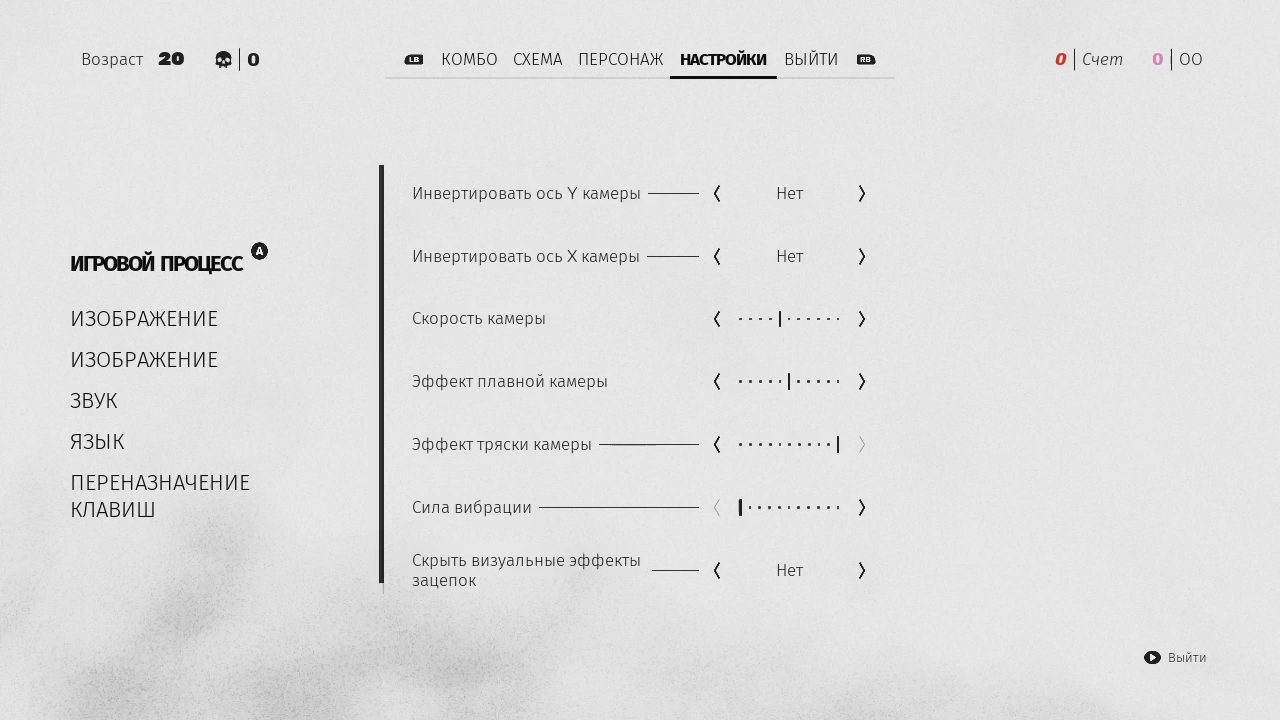 Возраст 20 0
LB КОМБО СХЕМА ПЕРСОНАЖ НАСТРОЙКИ ВЫЙТИ RB
0 Счет 0 ОО
ИГРОВОЙ ПРОЦЕСС A
ИЗОБРАЖЕНИЕ
ИЗОБРАЖЕНИЕ
ЗВУК
ЯЗЫК
ПЕРЕНАЗНАЧЕНИЕ
КЛАВИШ
Инвертировать ось Y камеры Нет
Инвертировать ось X камеры Нет
Скорость камеры
Эффект плавной камеры
Эффект тряски камеры
Сила вибрации
Скрыть визуальные эффекты
зацепок Нет
Выйти